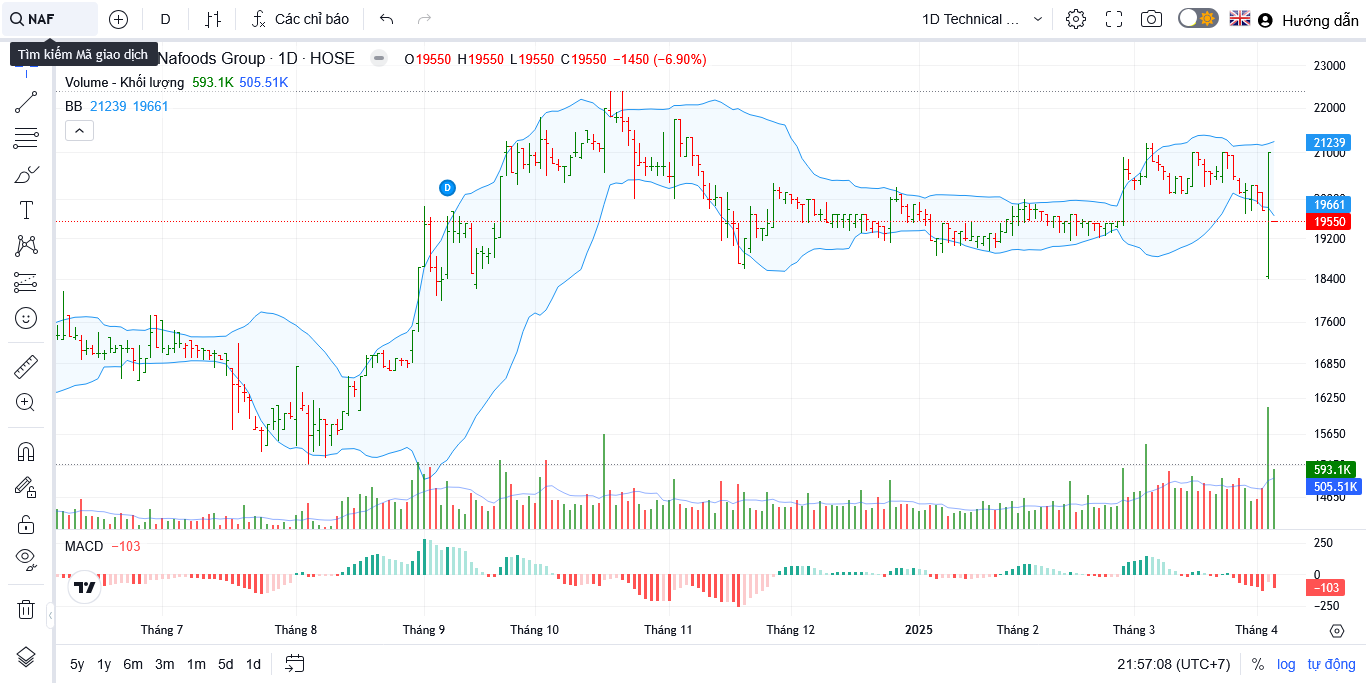 NAF
D
Các chỉ báo
1D Technical ...
Hướng dẫn
Tìm kiếm Mã giao dịch
Nafoods Group · 1D · HOSE
O19550 H19550 L19550 C19550 −1450 (−6.90%)
Volume - Khối lượng 593.1K 505.51K
BB 21239 19661
D
T
23000
22000
21239
21000
19661
19550
19200
18400
17600
16850
16250
15650
593.1K
505.51K
14650
MACD −103
250
0
−103
−250
Tháng 7
Tháng 8
Tháng 9
Tháng 10
Tháng 11
Tháng 12
2025
Tháng 2
Tháng 3
Tháng 4
5y 1y 6m 3m 1m 5d 1d
21:57:08 (UTC+7)
% log tự động